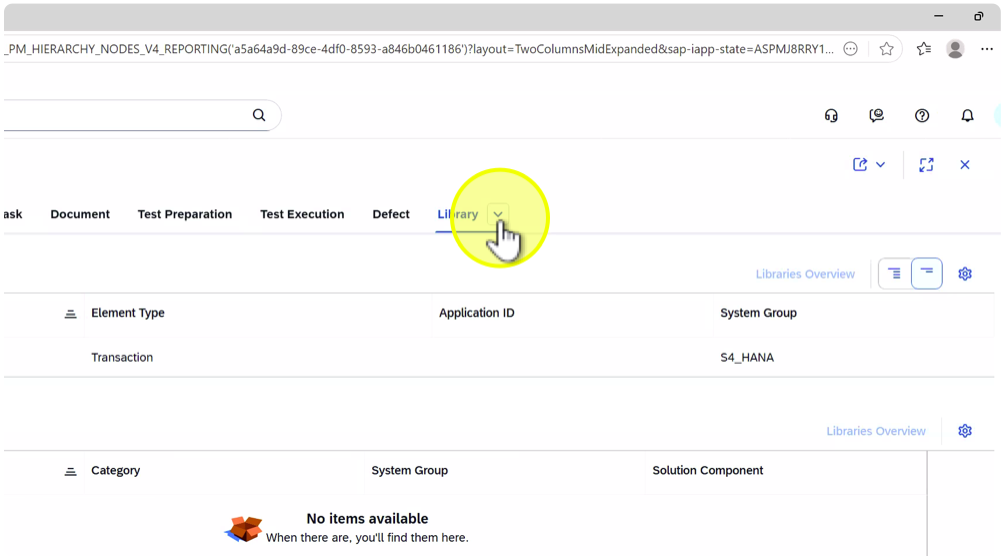 _PM_HIERARCHY_NODES_V4_REPORTING('a5a64a9d-89ce-4df0-8593-a846b0461186')?layout=TwoColumnsMidExpanded&sap-iapp-state=ASPMJ8RRY1...
ask Document Test Preparation Test Execution Defect Library
Libraries Overview
Element Type Application ID System Group
Transaction S4_HANA
Libraries Overview
Category System Group Solution Component
No items available
When there are, you'll find them here.